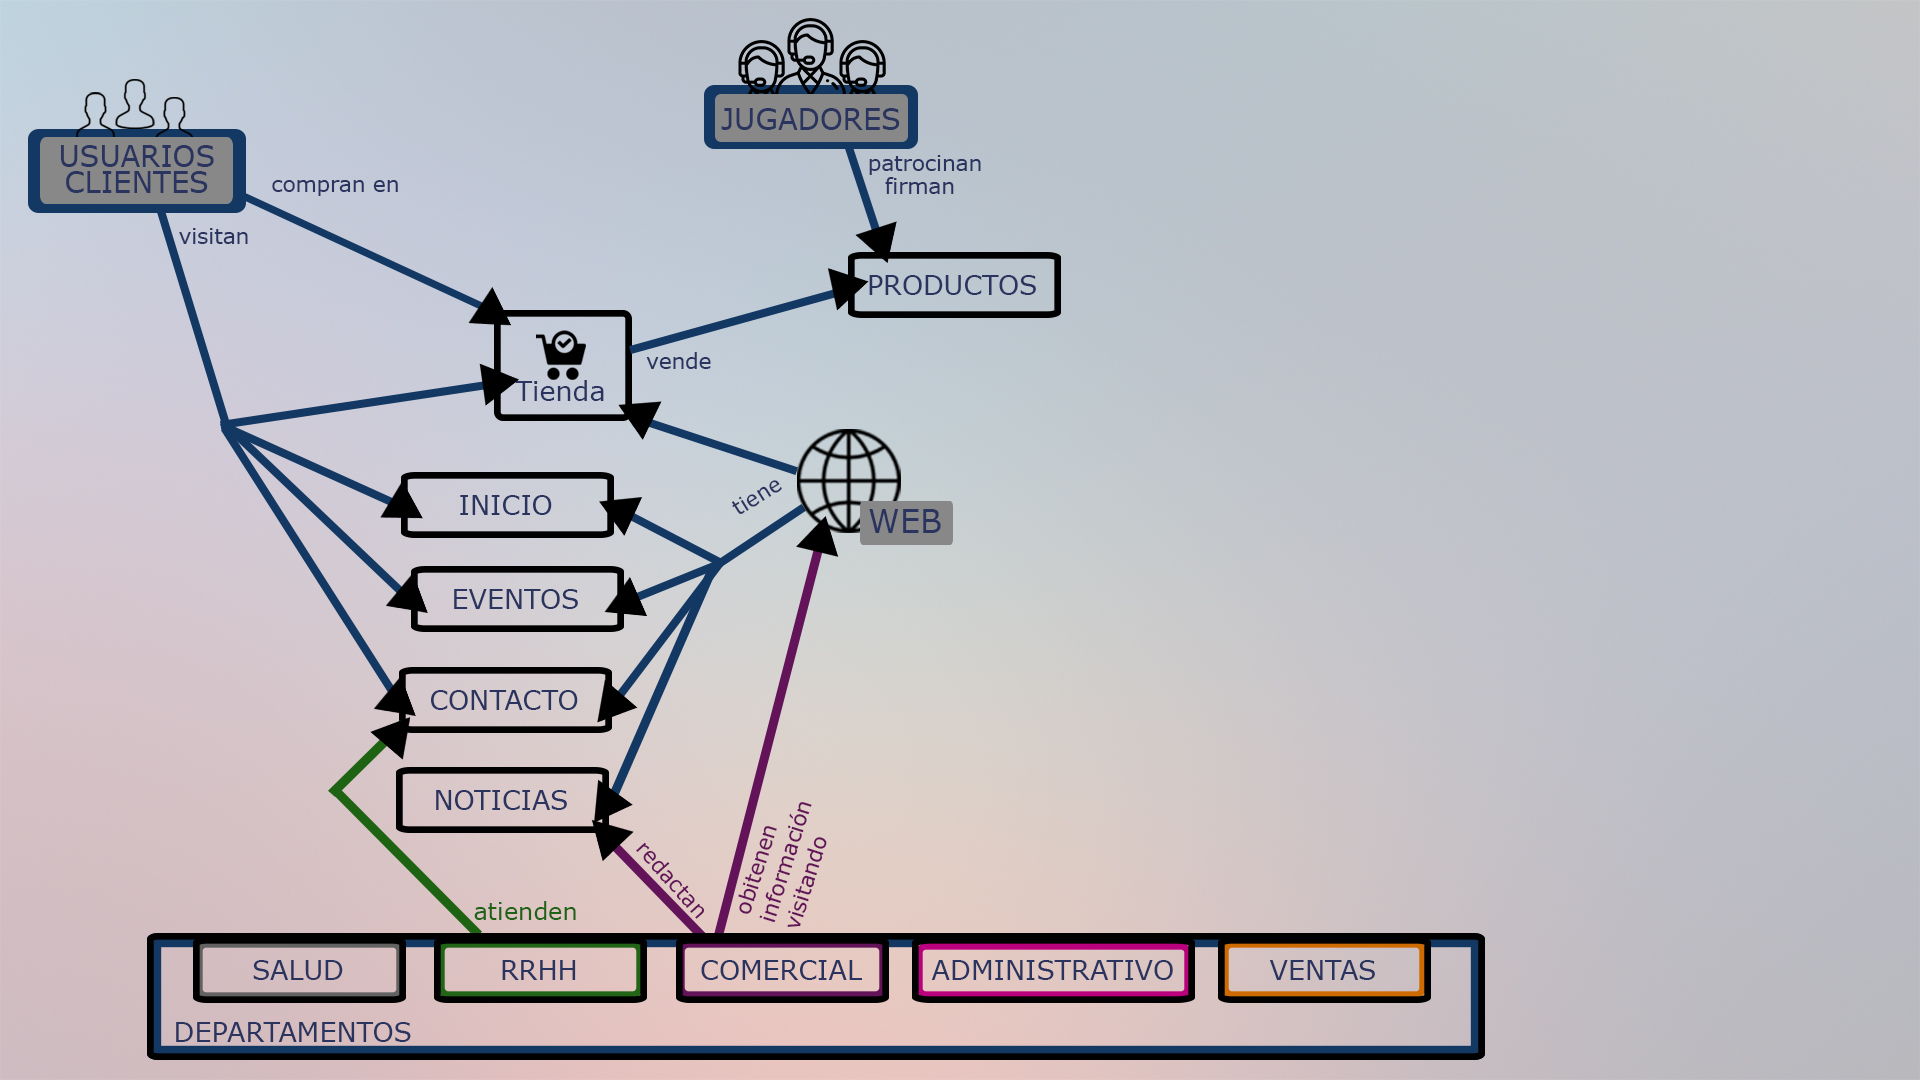 JUGADORES
USUARIOS
CLIENTES
compran en
patrocinan
firman
visitan
PRODUCTOS
vende
Tienda
tiene
INICIO
WEB
EVENTOS
CONTACTO
NOTICIAS
redactan
obitenen
información
visitando
atienden
SALUD
RRHH
COMERCIAL
ADMINISTRATIVO
VENTAS
DEPARTAMENTOS